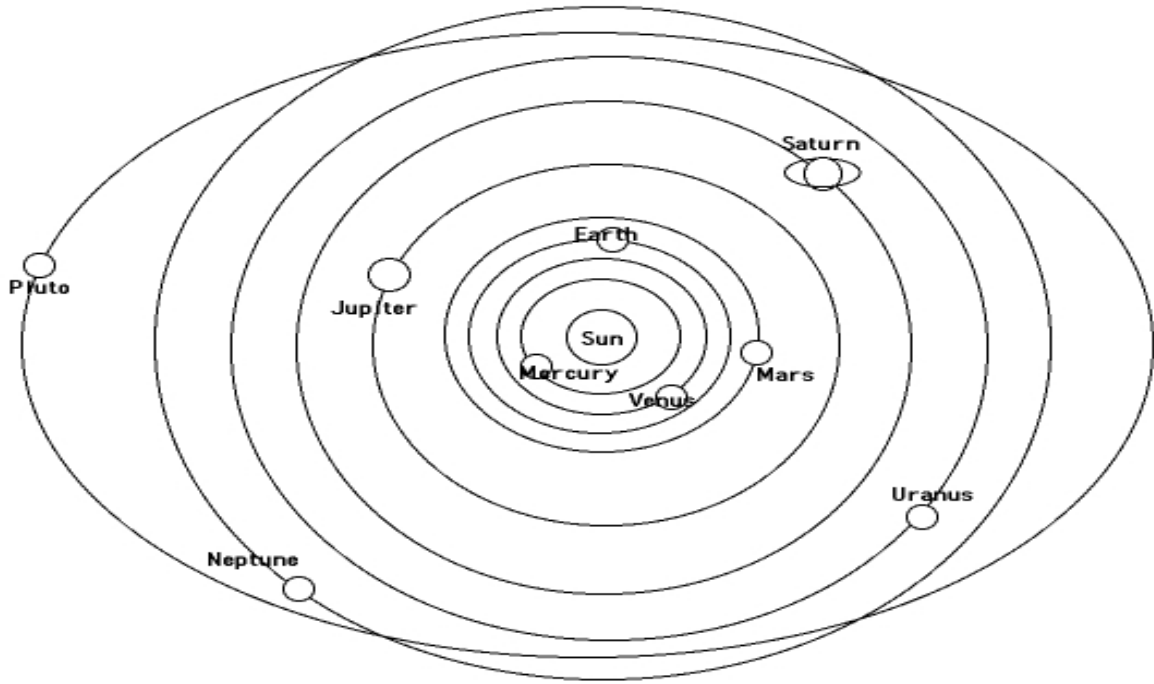 Saturn
Earth
Pluto
Jupiter
Sun
Mercury
Mars
Venus
Uranus
Neptune